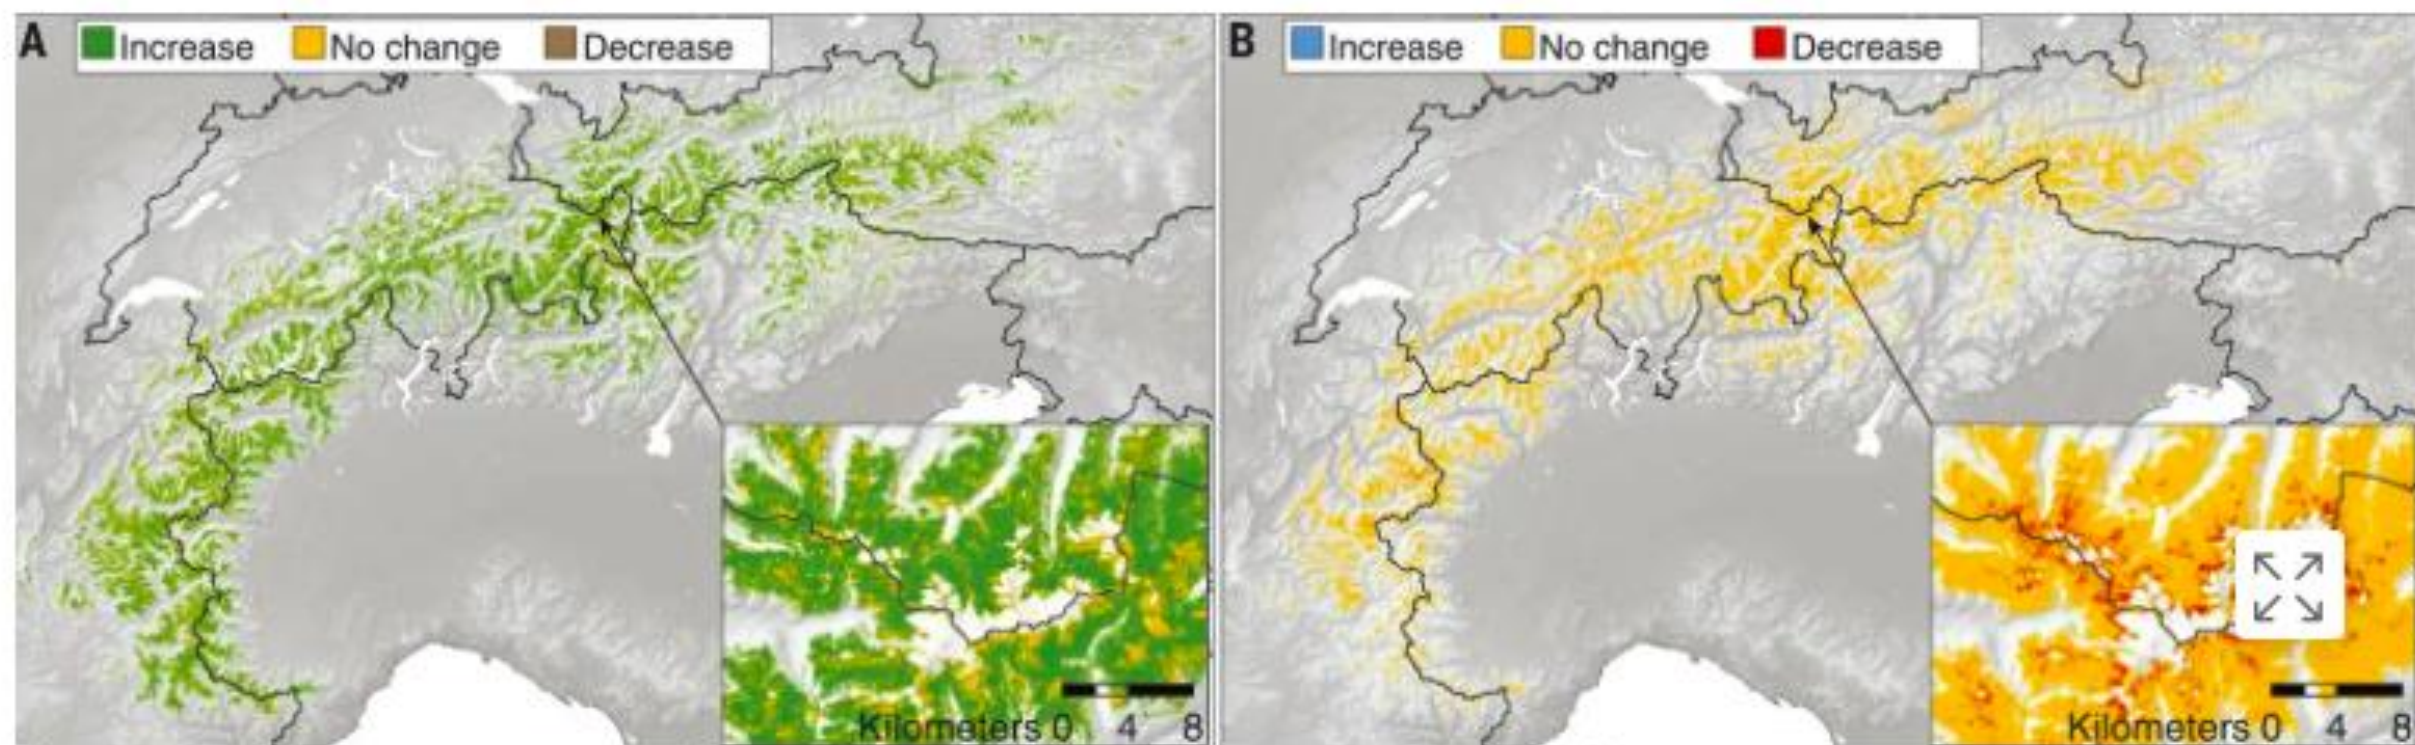 A Increase No change Decrease
Kilometers 0 4 8
B Increase No change Decrease
Kilometers 0 4 8